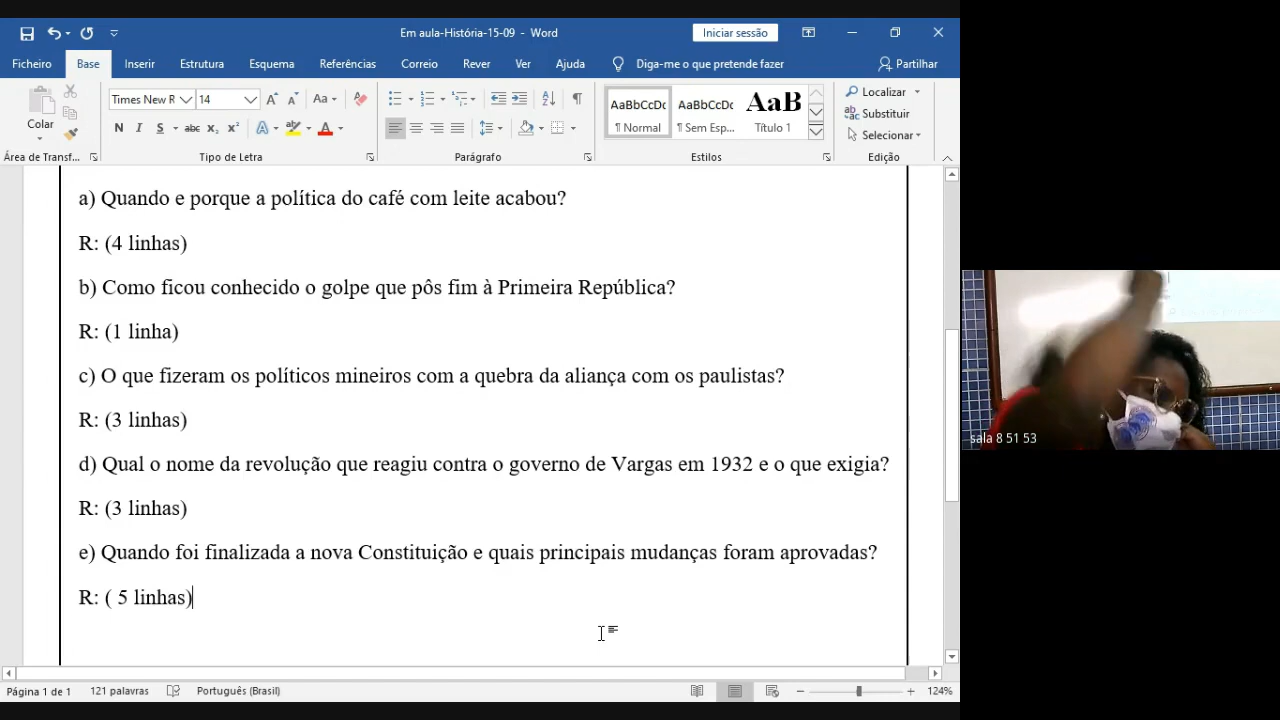 Em aula-História-15-09 - Word
Iniciar sessão
Ficheiro Base Inserir Estrutura Esquema Referências Correio Rever Ver Ajuda Diga-me o que pretende fazer Partilhar
Colar
Times New R 14
Aa
N I S abc x₂ x² A A
AaBbCcDc AaBbCcDc AaB
¶ Normal ¶ Sem Esp... Título 1
Localizar
Substituir
Selecionar
Área de Transf... Tipo de Letra Parágrafo Estilos Edição
a) Quando e porque a política do café com leite acabou?
R: (4 linhas)
b) Como ficou conhecido o golpe que pôs fim à Primeira República?
R: (1 linha)
c) O que fizeram os políticos mineiros com a quebra da aliança com os paulistas?
R: (3 linhas)
d) Qual o nome da revolução que reagiu contra o governo de Vargas em 1932 e o que exigia?
R: (3 linhas)
e) Quando foi finalizada a nova Constituição e quais principais mudanças foram aprovadas?
R: ( 5 linhas)
sala 8 51 53
Página 1 de 1 121 palavras Português (Brasil) 124%